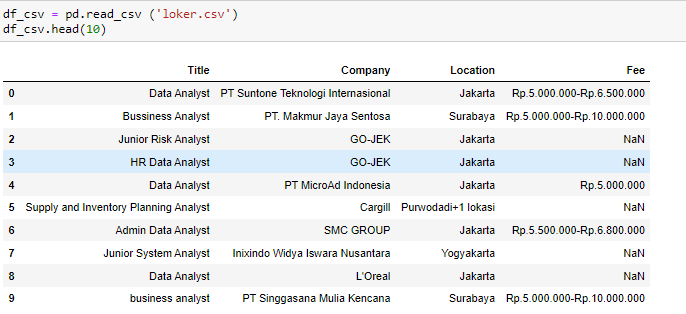 df_csv = pd.read_csv ('loker.csv')
df_csv.head(10)
Title Company Location Fee
0 Data Analyst PT Suntone Teknologi Internasional Jakarta Rp.5.000.000-Rp.6.500.000
1 Bussiness Analyst PT. Makmur Jaya Sentosa Surabaya Rp.5.000.000-Rp.10.000.000
2 Junior Risk Analyst GO-JEK Jakarta NaN
3 HR Data Analyst GO-JEK Jakarta NaN
4 Data Analyst PT MicroAd Indonesia Jakarta Rp.5.000.000
5 Supply and Inventory Planning Analyst Cargill Purwodadi+1 lokasi NaN
6 Admin Data Analyst SMC GROUP Jakarta Rp.5.500.000-Rp.6.800.000
7 Junior System Analyst Inixindo Widya Iswara Nusantara Yogyakarta NaN
8 Data Analyst L'Oreal Jakarta NaN
9 business analyst PT Singgasana Mulia Kencana Surabaya Rp.5.000.000-Rp.10.000.000